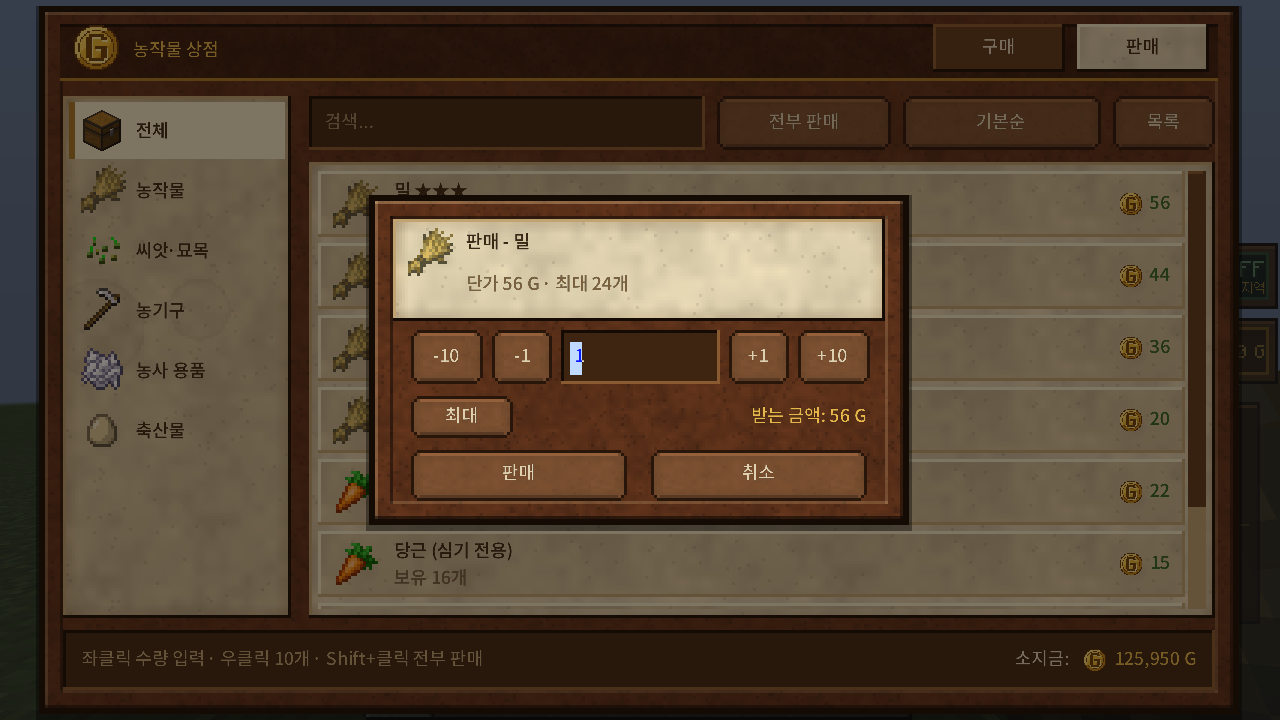 농작물 상점
구매
판매
전체
농작물
씨앗·묘목
농기구
농사 용품
축산물
검색...
전부 판매
기본순
목록
밀 ★★★
56
44
36
20
22
당근 (심기 전용)
보유 16개
15
판매 - 밀
단가 56 G · 최대 24개
-10
-1
1
+1
+10
최대
받는 금액: 56 G
판매
취소
좌클릭 수량 입력 · 우클릭 10개 · Shift+클릭 전부 판매
소지금:
125,950 G
FF
지역
G